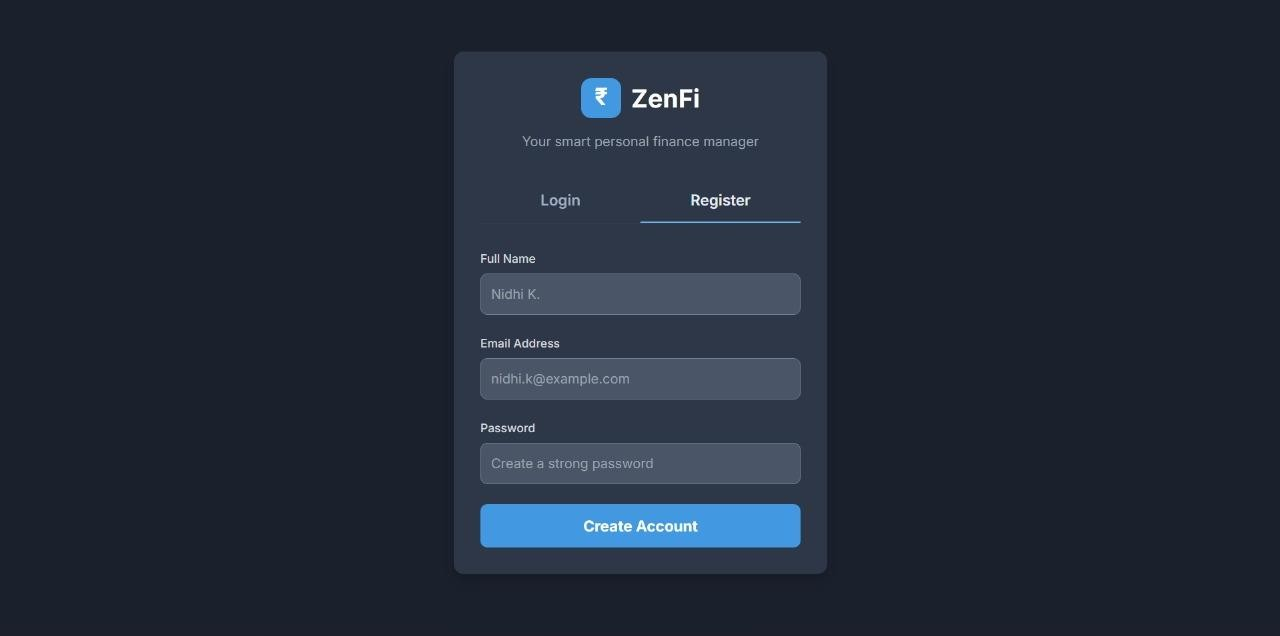 ₹ ZenFi
Your smart personal finance manager
Login Register
Full Name
Nidhi K.
Email Address
nidhi.k@example.com
Password
Create a strong password
Create Account